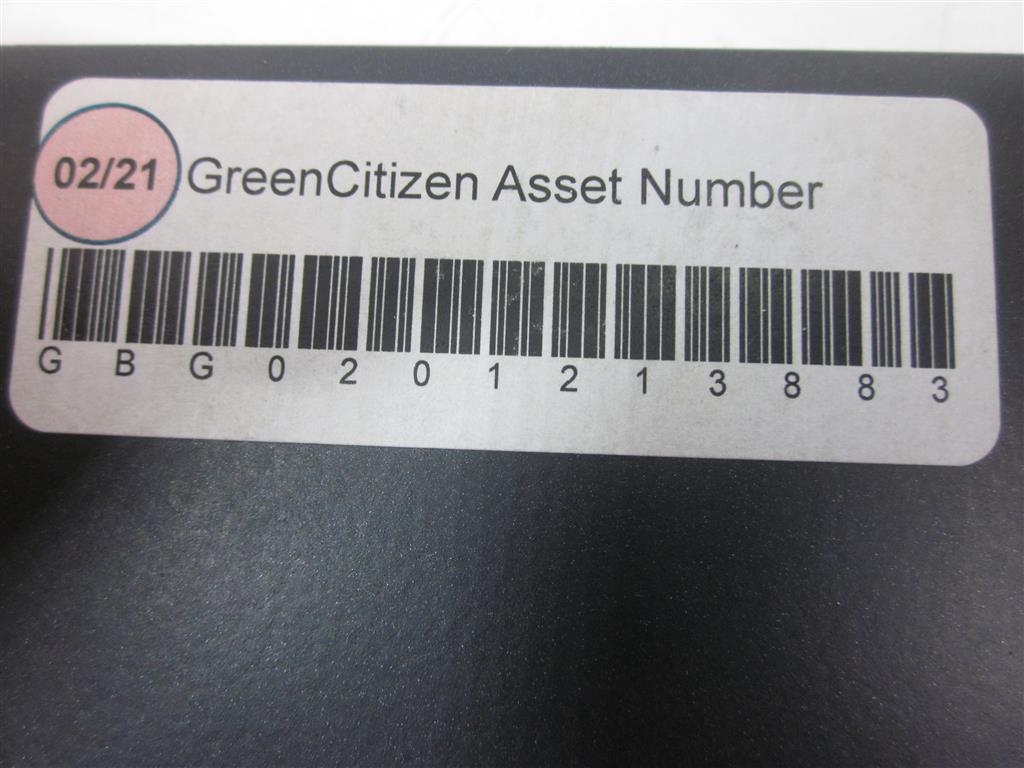 02/21 GreenCitizen Asset Number
G B G 0 2 0 1 2 1 3 8 8 3